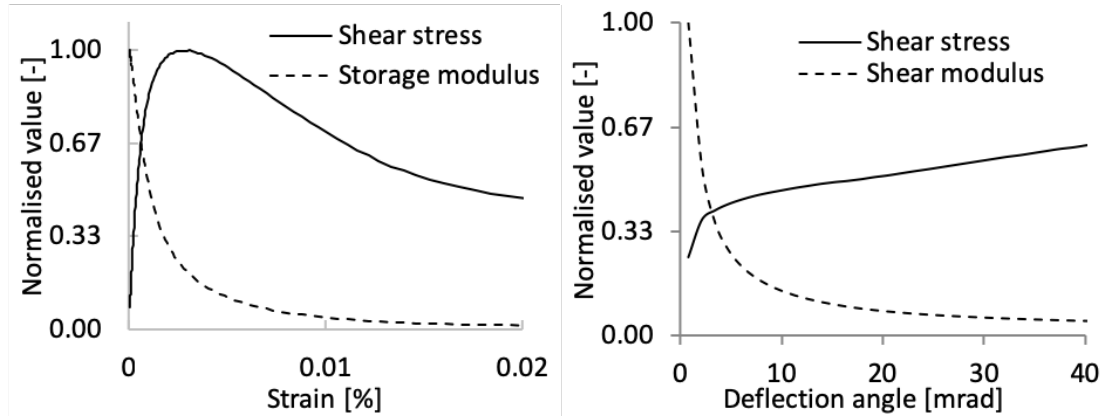 Normalised value [-]
1.00
0.67
0.33
0.00
Shear stress
Storage modulus
0
0.01
0.02
Strain [%]
Normalised value [-]
1.00
0.67
0.33
0.00
Shear stress
Shear modulus
0
10
20
30
40
Deflection angle [mrad]